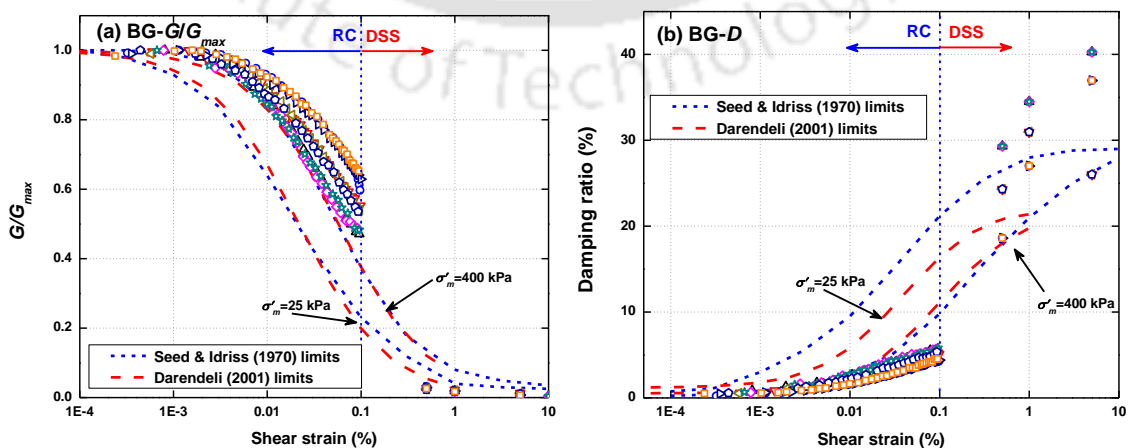 Institute of Technology
(a) BG-G/Gmax
RC DSS
1.0
0.8
0.6
0.4
0.2
0.0
G/Gmax
σ′m=400 kPa
σ′m=25 kPa
Seed & Idriss (1970) limits
Darendeli (2001) limits
1E-4 1E-3 0.01 0.1 1 10
Shear strain (%)
(b) BG-D
RC DSS
40
30
20
10
0
Damping ratio (%)
Seed & Idriss (1970) limits
Darendeli (2001) limits
σ′m=25 kPa
σ′m=400 kPa
1E-4 1E-3 0.01 0.1 1 10
Shear strain (%)